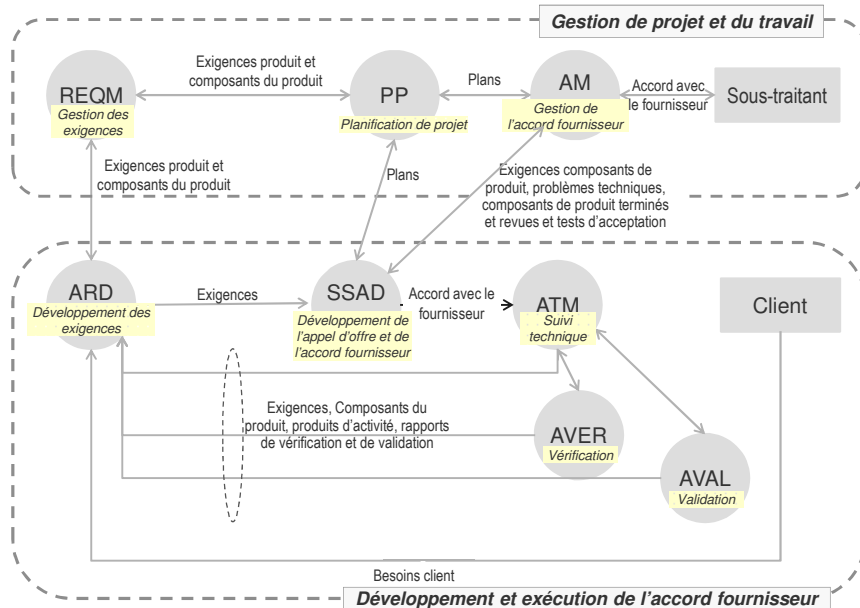 Gestion de projet et du travail
Exigences produit et
composants du produit
REQM
Gestion des
exigences
PP
Planification de projet
Plans
AM
Gestion de
l'accord fournisseur
Accord avec
le fournisseur
Sous-traitant
Exigences produit et
composants du produit
Plans
Exigences composants de
produit, problèmes techniques,
composants de produit terminés
et revues et tests d'acceptation
ARD
Développement des
exigences
Exigences
SSAD
Développement de
l'appel d'offre et de
l'accord fournisseur
Accord avec le
fournisseur
ATM
Suivi
technique
Client
Exigences, Composants du
produit, produits d'activité, rapports
de vérification et de validation
AVER
Vérification
AVAL
Validation
Besoins client
Développement et exécution de l'accord fournisseur